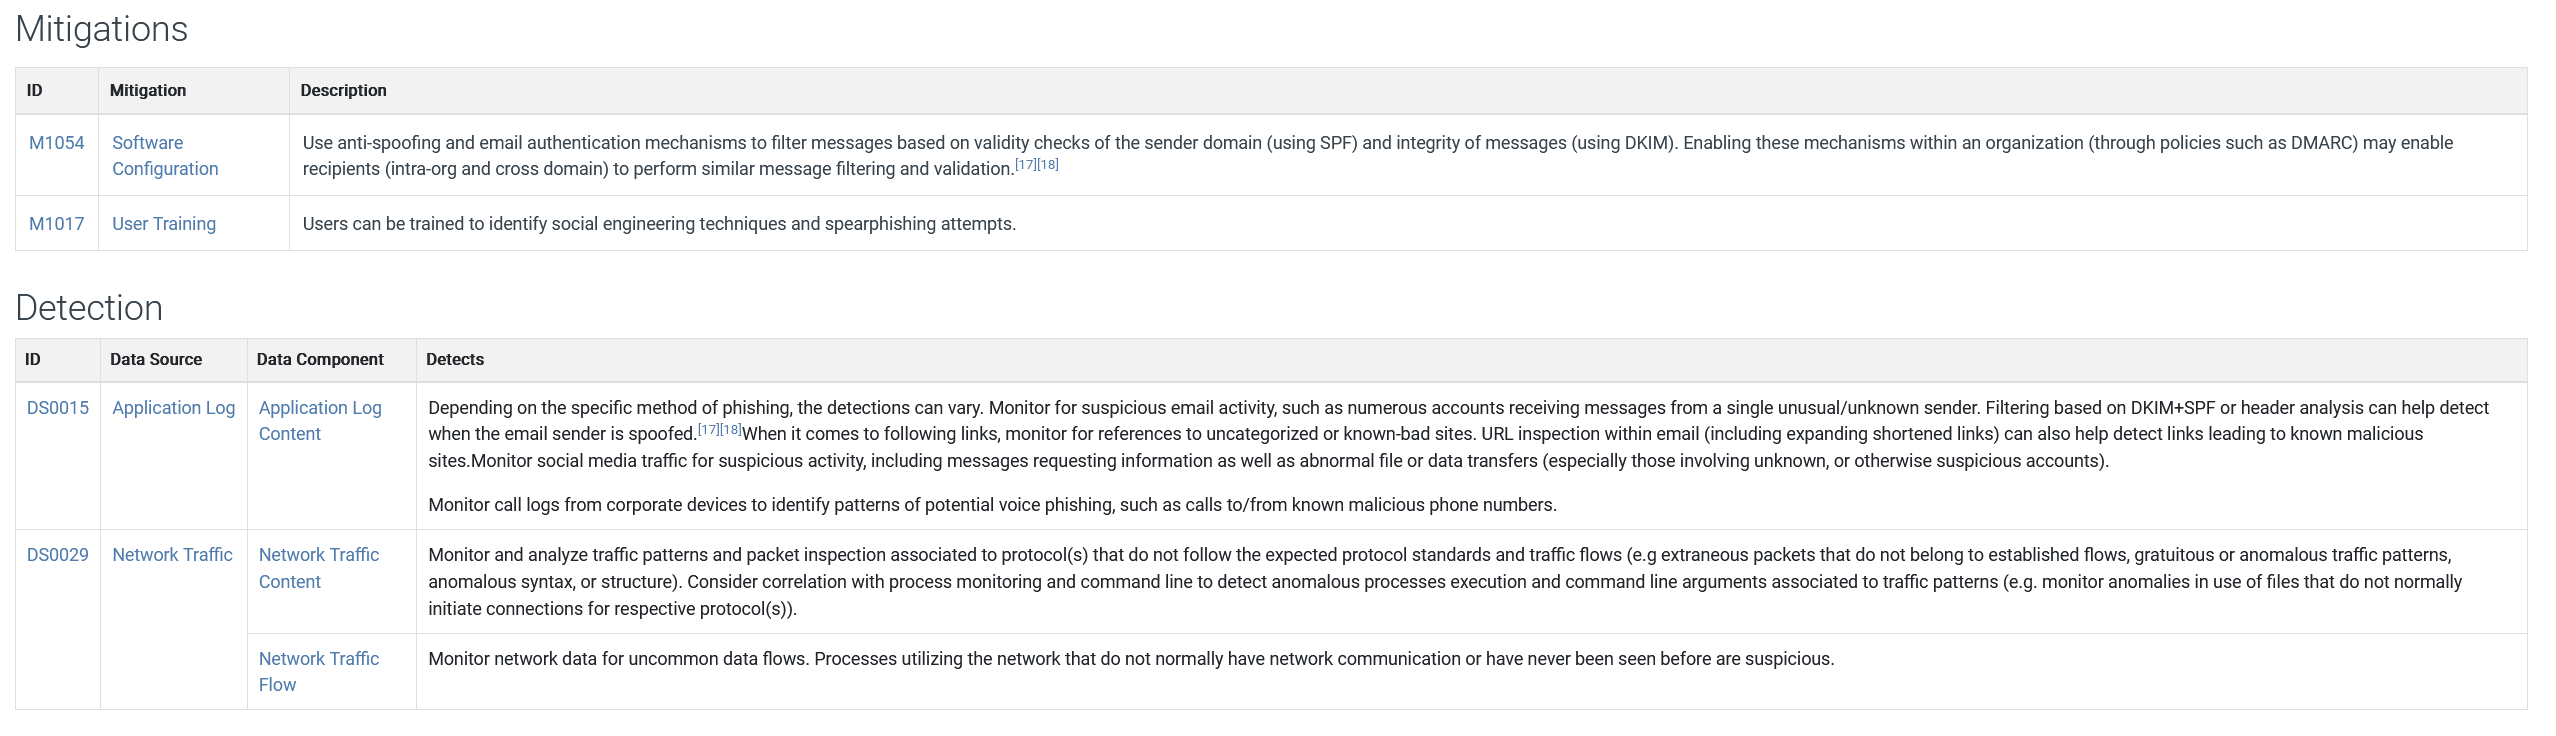 Mitigations
ID Mitigation Description
M1054 Software Configuration Use anti-spoofing and email authentication mechanisms to filter messages based on validity checks of the sender domain (using SPF) and integrity of messages (using DKIM). Enabling these mechanisms within an organization (through policies such as DMARC) may enable
recipients (intra-org and cross domain) to perform similar message filtering and validation.[17][18]
M1017 User Training Users can be trained to identify social engineering techniques and spearphishing attempts.
Detection
ID Data Source Data Component Detects
DS0015 Application Log Application Log Content Depending on the specific method of phishing, the detections can vary. Monitor for suspicious email activity, such as numerous accounts receiving messages from a single unusual/unknown sender. Filtering based on DKIM+SPF or header analysis can help detect
when the email sender is spoofed.[17][18]When it comes to following links, monitor for references to uncategorized or known-bad sites. URL inspection within email (including expanding shortened links) can also help detect links leading to known malicious
sites.Monitor social media traffic for suspicious activity, including messages requesting information as well as abnormal file or data transfers (especially those involving unknown, or otherwise suspicious accounts).
Monitor call logs from corporate devices to identify patterns of potential voice phishing, such as calls to/from known malicious phone numbers.
DS0029 Network Traffic Network Traffic Content Monitor and analyze traffic patterns and packet inspection associated to protocol(s) that do not follow the expected protocol standards and traffic flows (e.g extraneous packets that do not belong to established flows, gratuitous or anomalous traffic patterns,
anomalous syntax, or structure). Consider correlation with process monitoring and command line to detect anomalous processes execution and command line arguments associated to traffic patterns (e.g. monitor anomalies in use of files that do not normally
initiate connections for respective protocol(s)).
Network Traffic Flow Monitor network data for uncommon data flows. Processes utilizing the network that do not normally have network communication or have never been seen before are suspicious.